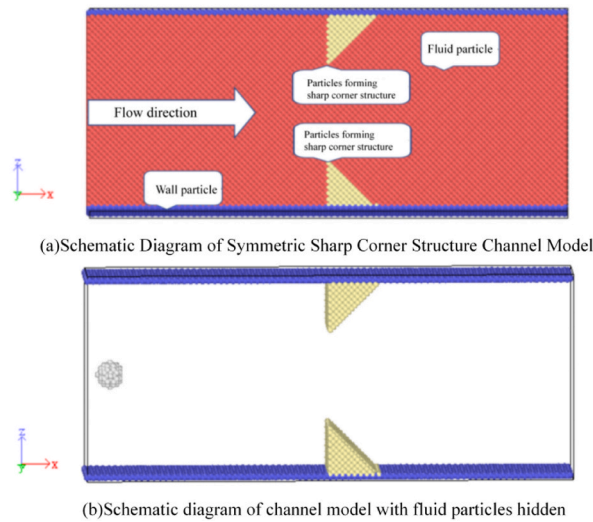 Fluid particle
Particles forming
sharp corner structure
Flow direction
Particles forming
sharp corner structure
Wall particle
z
y
x
(a)Schematic Diagram of Symmetric Sharp Corner Structure Channel Model
z
y
x
(b)Schematic diagram of channel model with fluid particles hidden